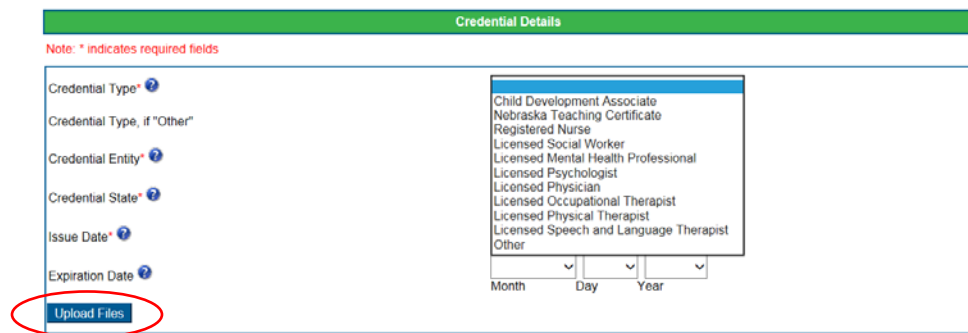 Credential Details
Note: * indicates required fields
Credential Type*
Child Development Associate
Nebraska Teaching Certificate
Registered Nurse
Licensed Social Worker
Licensed Mental Health Professional
Licensed Psychologist
Licensed Physician
Licensed Occupational Therapist
Licensed Physical Therapist
Licensed Speech and Language Therapist
Other
Credential Type, if "Other"
Credential Entity*
Credential State*
Issue Date*
Expiration Date
Month Day Year
Upload Files